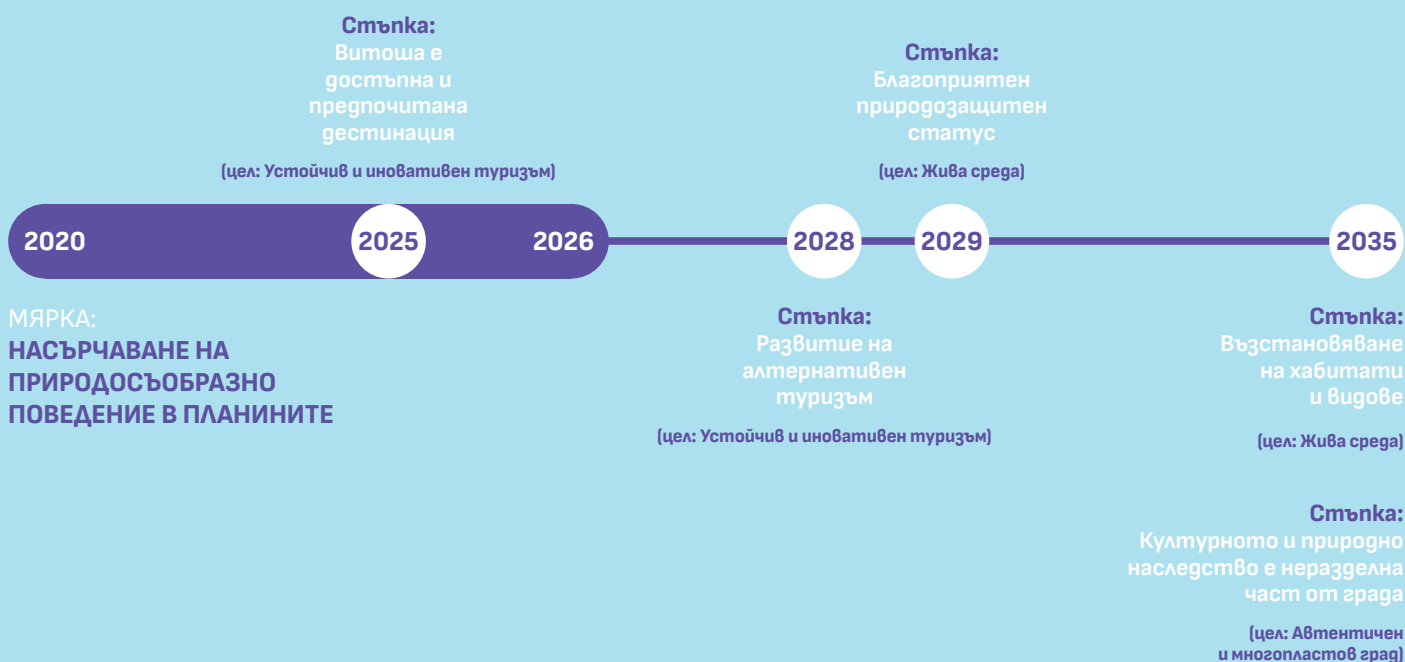 Стъпка:
Витоша е
достъпна и
предпочитана
дестинация
(цел: Устойчив и иновативен туризъм)
Стъпка:
Благоприятен
природозащитен
статус
(цел: Жива среда)
2020
2025
2026
2028
2029
2035
МЯРКА:
НАСЪРЧАВАНЕ НА
ПРИРОДОСЪОБРАЗНО
ПОВЕДЕНИЕ В ПЛАНИНИТЕ
Стъпка:
Развитие на
алтернативен
туризъм
(цел: Устойчив и иновативен туризъм)
Стъпка:
Възстановяване
на хабитати
и видове
(цел: Жива среда)
Стъпка:
Културното и природно
наследство е неразделна
част от града
(цел: Автентичен
и многопластов град)